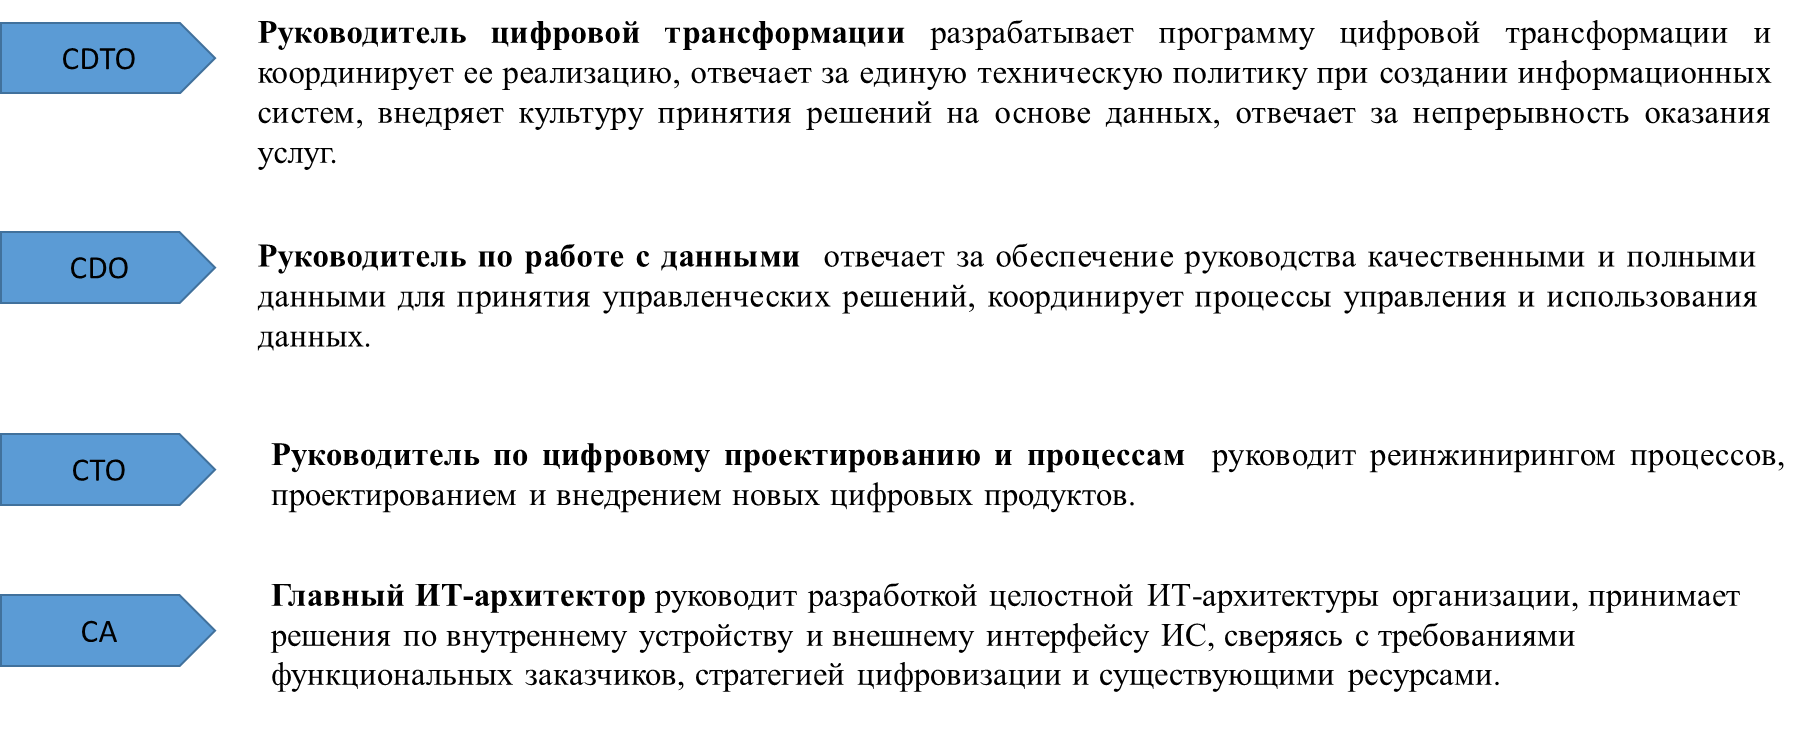 CDTO
Руководитель цифровой трансформации разрабатывает программу цифровой трансформации и
координирует ее реализацию, отвечает за единую техническую политику при создании информационных
систем, внедряет культуру принятия решений на основе данных, отвечает за непрерывность оказания
услуг.
CDO
Руководитель по работе с данными отвечает за обеспечение руководства качественными и полными
данными для принятия управленческих решений, координирует процессы управления и использования
данных.
CTO
Руководитель по цифровому проектированию и процессам руководит реинжинирингом процессов,
проектированием и внедрением новых цифровых продуктов.
CA
Главный ИТ-архитектор руководит разработкой целостной ИТ-архитектуры организации, принимает
решения по внутреннему устройству и внешнему интерфейсу ИС, сверяясь с требованиями
функциональных заказчиков, стратегией цифровизации и существующими ресурсами.